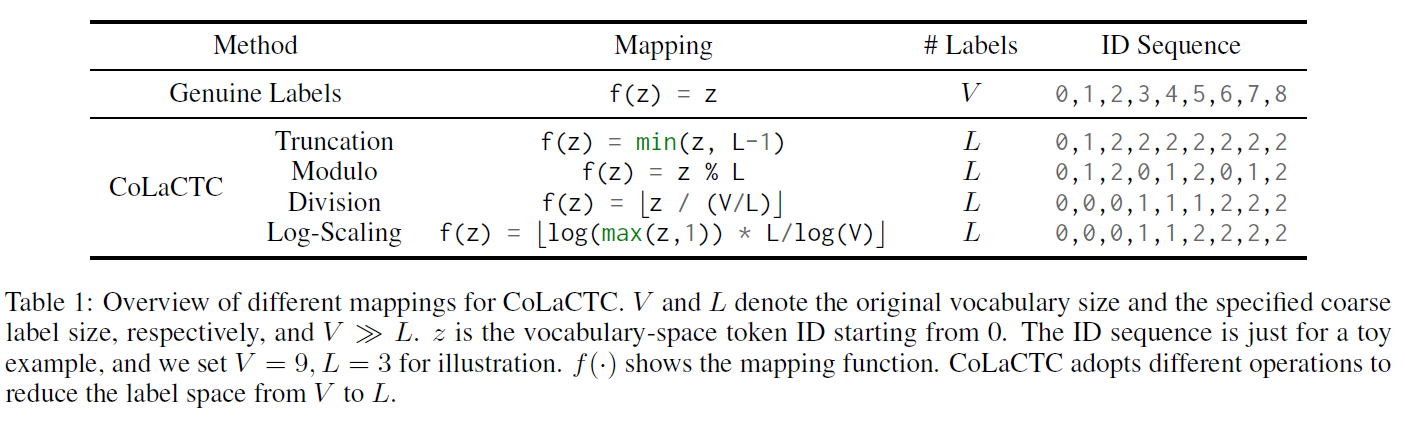 Method Mapping # Labels ID Sequence
Genuine Labels f(z) = z V 0,1,2,3,4,5,6,7,8
Truncation f(z) = min(z, L-1) L 0,1,2,2,2,2,2,2,2
Modulo f(z) = z % L L 0,1,2,0,1,2,0,1,2
CoLaCTC
Division f(z) = ⌊z / (V/L)⌋ L 0,0,0,1,1,1,2,2,2
Log-Scaling f(z) = ⌊log(max(z,1)) * L/log(V)⌋ L 0,0,0,1,1,2,2,2,2
Table 1: Overview of different mappings for CoLaCTC. V and L denote the original vocabulary size and the specified coarse
label size, respectively, and V ≫ L. z is the vocabulary-space token ID starting from 0. The ID sequence is just for a toy
example, and we set V = 9, L = 3 for illustration. f(·) shows the mapping function. CoLaCTC adopts different operations to
reduce the label space from V to L.